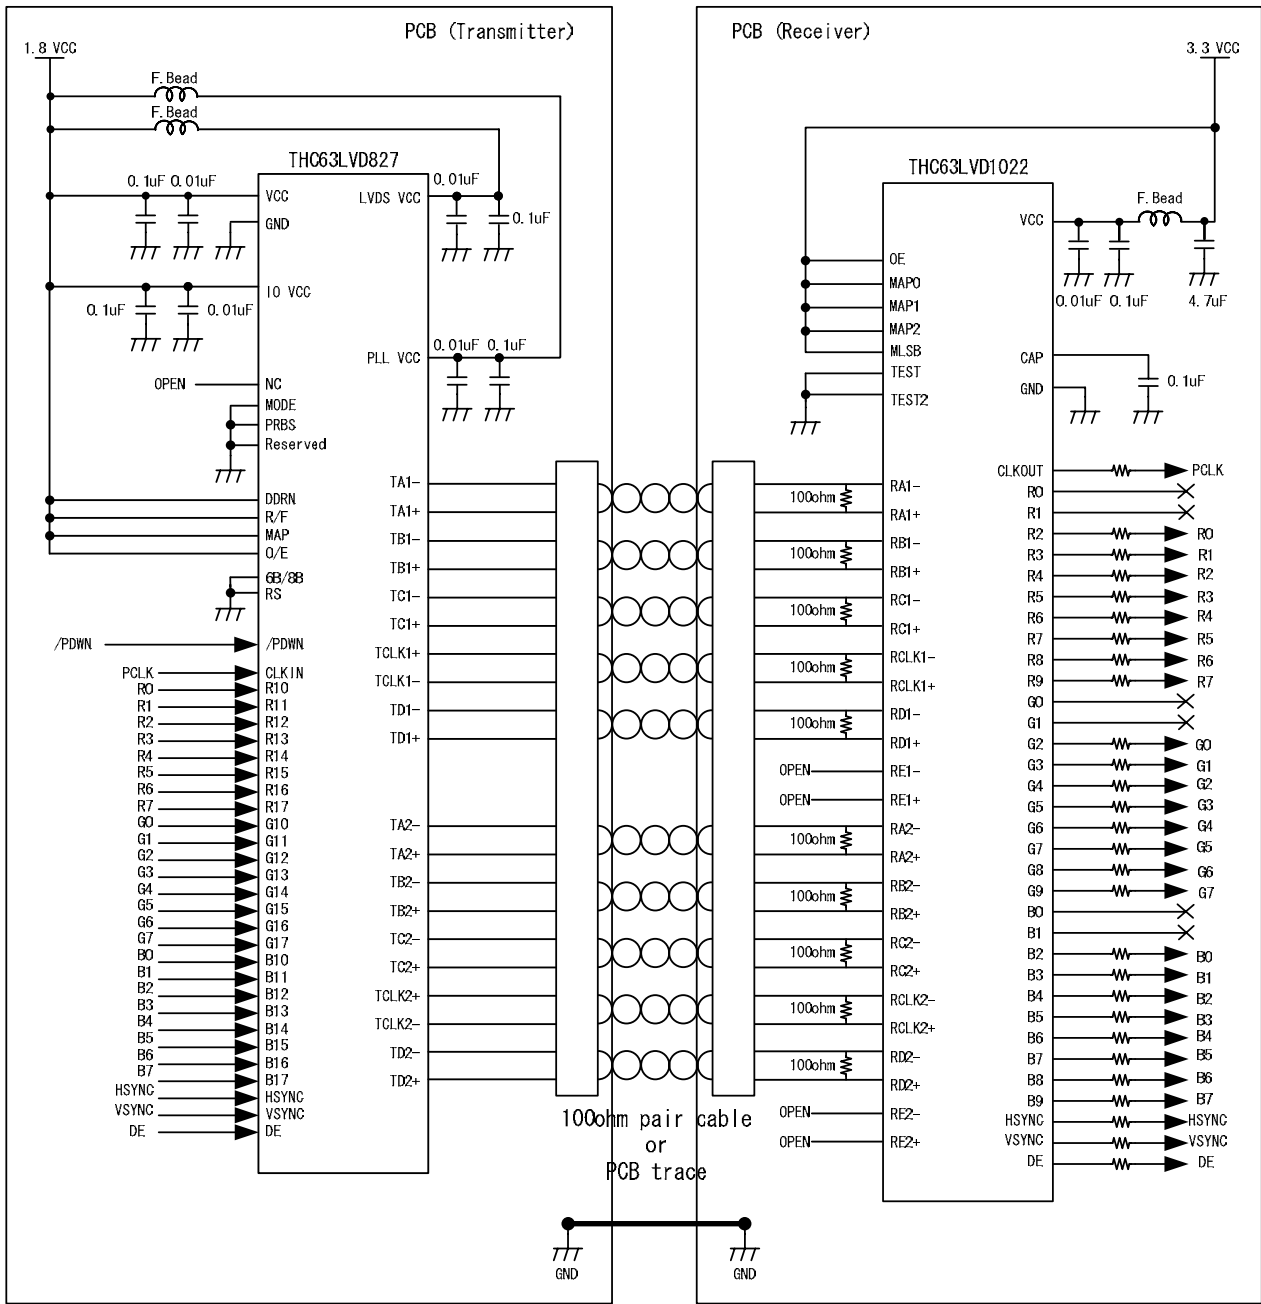 PCB (Transmitter)
1.8 VCC
F.Bead
F.Bead
THC63LVD827
0.1uF 0.01uF
VCC
GND
LVDS VCC
0.01uF
0.1uF
IO VCC
0.1uF
0.01uF
PLL VCC
0.01uF 0.1uF
OPEN
NC
MODE
PRBS
Reserved
DDRN
R/F
MAP
O/E
6B/8B
RS
/PDWN
/PDWN
PCLK CLKIN
R0 R10
R1 R11
R2 R12
R3 R13
R4 R14
R5 R15
R6 R16
R7 R17
G0 G10
G1 G11
G2 G12
G3 G13
G4 G14
G5 G15
G6 G16
G7 G17
B0 B10
B1 B11
B2 B12
B3 B13
B4 B14
B5 B15
B6 B16
B7 B17
HSYNC HSYNC
VSYNC VSYNC
DE DE
TA1-
TA1+
TB1-
TB1+
TC1-
TC1+
TCLK1+
TCLK1-
TD1-
TD1+
TA2-
TA2+
TB2-
TB2+
TC2-
TC2+
TCLK2+
TCLK2-
TD2-
TD2+
100ohm pair cable
or
PCB trace
GND
GND
PCB (Receiver)
3.3 VCC
THC63LVD1022
VCC
F.Bead
0.01uF 0.1uF
4.7uF
OE
MAP0
MAP1
MAP2
MLSB
TEST
TEST2
CAP
0.1uF
GND
100ohm
RA1-
RA1+
100ohm
RB1-
RB1+
100ohm
RC1-
RC1+
100ohm
RCLK1-
RCLK1+
100ohm
RD1-
RD1+
OPEN RE1-
OPEN RE1+
100ohm
RA2-
RA2+
100ohm
RB2-
RB2+
100ohm
RC2-
RC2+
100ohm
RCLK2-
RCLK2+
100ohm
RD2-
RD2+
OPEN RE2-
OPEN RE2+
CLKOUT PCLK
R0
R1
R2 R0
R3 R1
R4 R2
R5 R3
R6 R4
R7 R5
R8 R6
R9 R7
G0
G1
G2 G0
G3 G1
G4 G2
G5 G3
G6 G4
G7 G5
G8 G6
G9 G7
B0
B1
B2 B0
B3 B1
B4 B2
B5 B3
B6 B4
B7 B5
B8 B6
B9 B7
HSYNC HSYNC
VSYNC VSYNC
DE DE